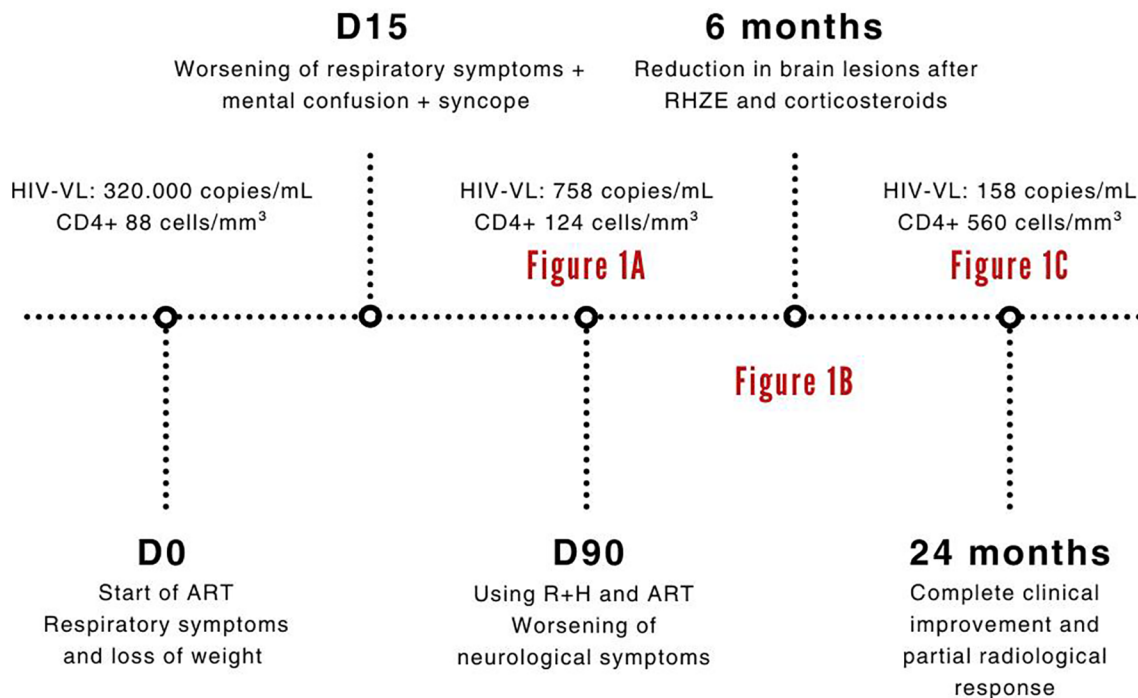 D15
Worsening of respiratory symptoms +
mental confusion + syncope
6 months
Reduction in brain lesions after
RHZE and corticosteroids
HIV-VL: 320.000 copies/mL
CD4+ 88 cells/mm³
HIV-VL: 758 copies/mL
CD4+ 124 cells/mm³
Figure 1A
HIV-VL: 158 copies/mL
CD4+ 560 cells/mm³
Figure 1C
Figure 1B
D0
Start of ART
Respiratory symptoms
and loss of weight
D90
Using R+H and ART
Worsening of
neurological symptoms
24 months
Complete clinical
improvement and
partial radiological
response